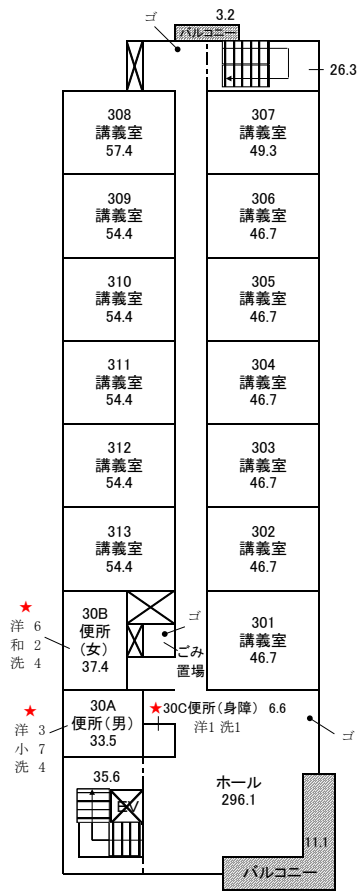 3.2
ゴ
バルコニー
26.3
308
講義室
57.4
307
講義室
49.3
309
講義室
54.4
306
講義室
46.7
310
講義室
54.4
305
講義室
46.7
311
講義室
54.4
304
講義室
46.7
312
講義室
54.4
303
講義室
46.7
313
講義室
54.4
302
講義室
46.7
★
洋 6
和 2
洗 4
30B
便所
(女)
37.4
ゴ
ごみ
置場
301
講義室
46.7
★
洋 3
小 7
洗 4
30A
便所(男)
33.5
★30C便所(身障) 6.6
洋1 洗1
ゴ
35.6
EV
ホール
296.1
11.1
バルコニー